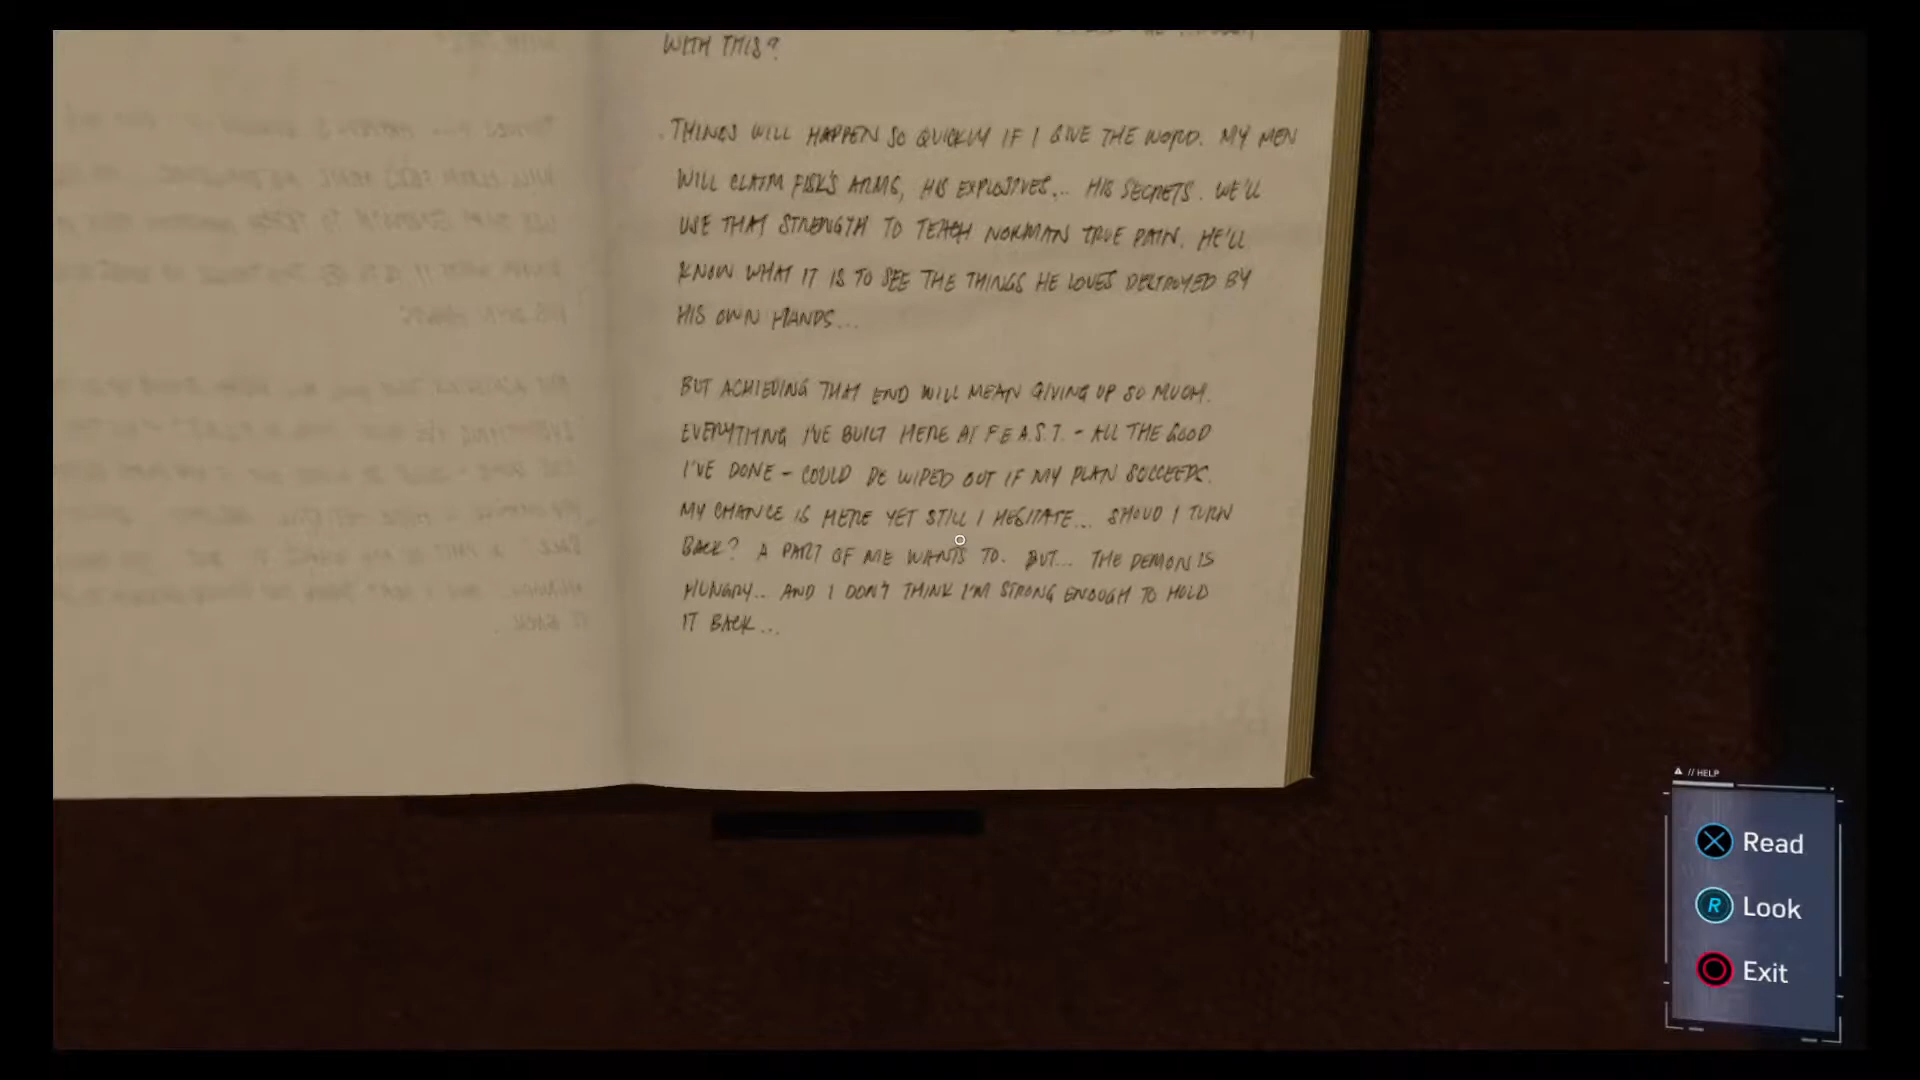 WITH THIS?
THINGS WILL HAPPEN SO QUICKLY IF I GIVE THE WORD. MY MEN
WILL CLAIM FISK'S ARMS, HIS EXPLOSIVES... HIS SECRETS. WE'LL
USE THAT STRENGTH TO TEACH NORMAN TRUE PAIN. HE'LL
KNOW WHAT IT IS TO SEE THE THINGS HE LOVES DESTROYED BY
HIS OWN HANDS...
BUT ACHIEVING THAT END WILL MEAN GIVING UP SO MUCH.
EVERYTHING I'VE BUILT HERE AT F.E.A.S.T. - ALL THE GOOD
I'VE DONE - COULD BE WIPED OUT IF MY PLAN SUCCEEDS.
MY CHANCE IS HERE YET STILL I HESITATE... SHOUD I TURN
BACK? A PART OF ME WANTS TO. BUT... THE DEMON IS
HUNGRY... AND I DON'T THINK I'M STRONG ENOUGH TO HOLD
IT BACK...
// HELP
Read
R Look
Exit